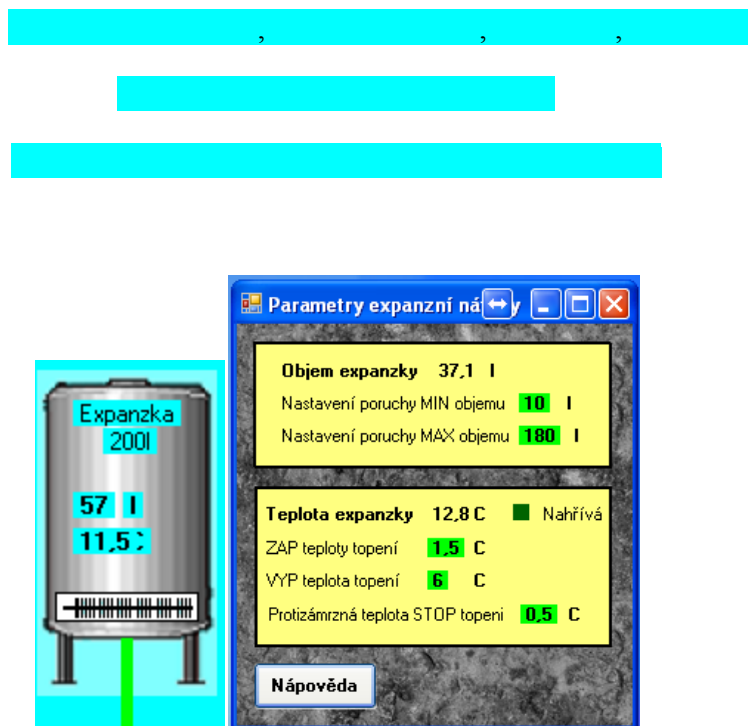 , , ,
Parametry expanzní ná y
Objem expanzky 37,1 l
Nastavení poruchy MIN objemu 10 l
Nastavení poruchy MAX objemu 180 l
Expanzka
200l
57 l
11,5
Teplota expanzky 12,8 C Nahřívá
ZAP teploty topení 1,5 C
VYP teplota topení 6 C
Protizámrzná teplota STOP topeni 0,5 C
Nápověda